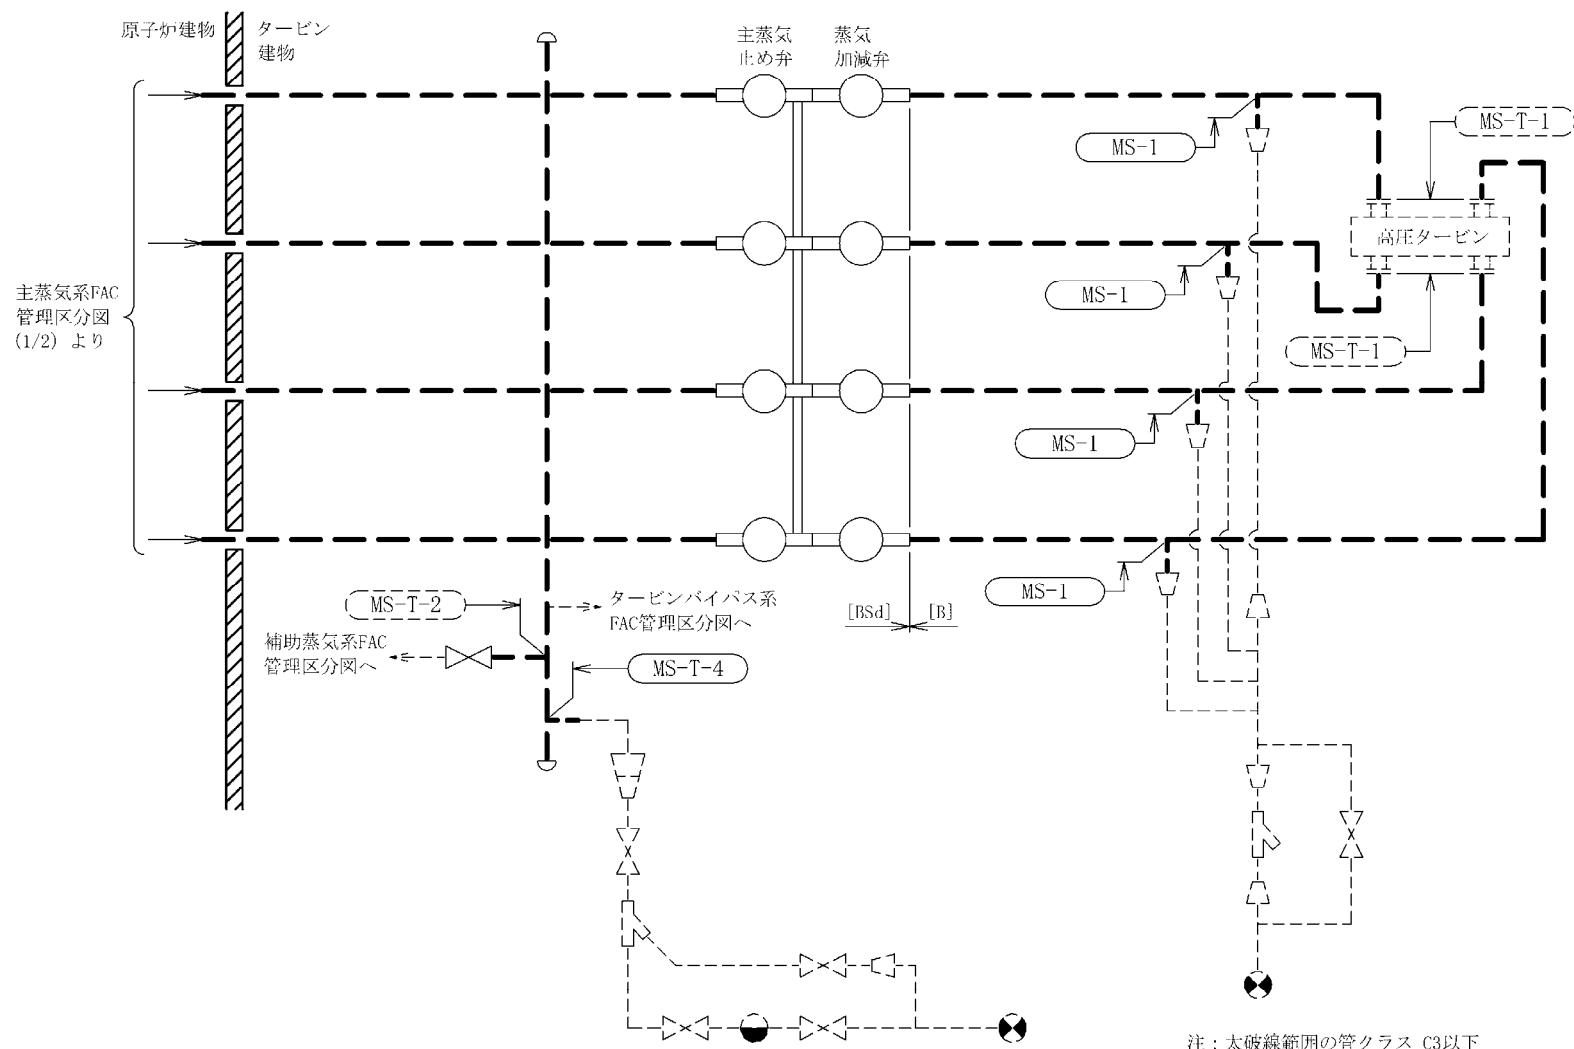 原子炉建物
タービン
建物
主蒸気
止め弁
蒸気
加減弁
MS-T-1
MS-1
高圧タービン
MS-1
主蒸気系FAC
管理区分図
(1/2) より
MS-T-1
MS-1
MS-1
[BSd]
[B]
MS-T-2
タービンバイパス系
FAC管理区分図へ
補助蒸気系FAC
管理区分図へ
MS-T-4
注：太破線範囲の管クラス C3以下